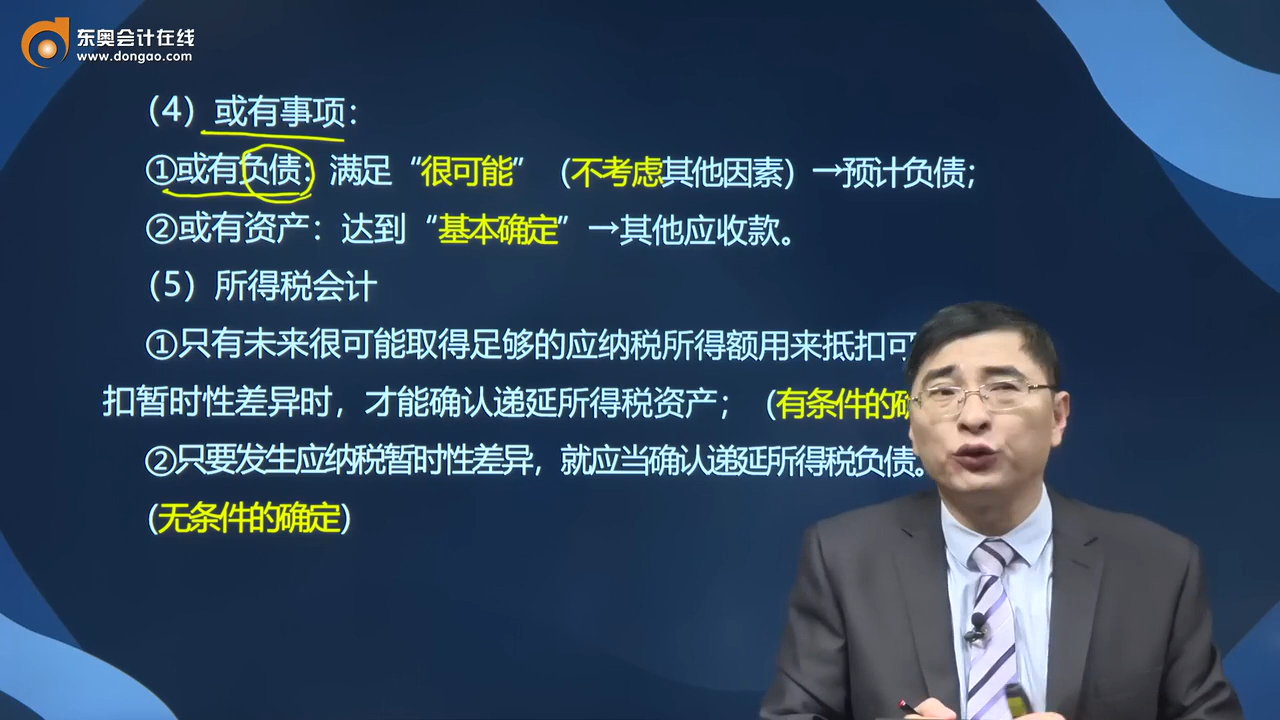 东奥会计在线
www.dongao.com
（4）或有事项：
①或有负债：满足“很可能”（不考虑其他因素）→预计负债；
②或有资产：达到“基本确定”→其他应收款。
（5）所得税会计
①只有未来很可能取得足够的应纳税所得额用来抵扣可
扣暂时性差异时，才能确认递延所得税资产；（有条件的
②只要发生应纳税暂时性差异，就应当确认递延所得税负债。
(无条件的确定)